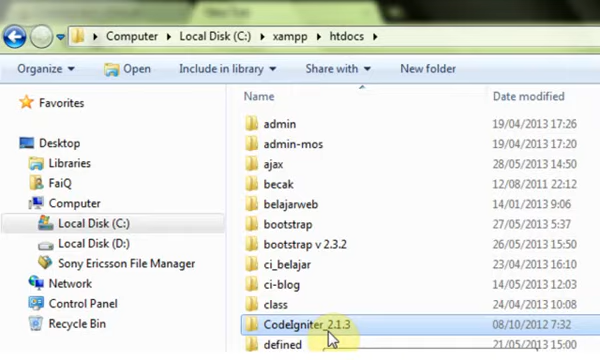 New Tab
Computer ▸ Local Disk (C:) ▸ xampp ▸ htdocs ▸
Organize Open Include in library Share with New folder
Name Date modified
Favorites
Desktop
Libraries
FaiQ
Computer
Local Disk (C:)
Local Disk (D:)
Sony Ericsson File Manager
Network
Control Panel
Recycle Bin
admin 19/04/2013 17:26
admin-mos 19/04/2013 17:20
ajax 28/05/2013 14:50
becak 12/08/2011 22:12
belajarweb 14/01/2013 9:06
bootstrap 27/05/2013 5:37
bootstrap v 2.3.2 26/05/2013 15:50
ci_belajar 23/04/2013 16:10
ci-blog 14/05/2013 12:03
class 24/04/2013 10:08
CodeIgniter_2.1.3 08/10/2012 7:32
defined 21/05/2013 15:00